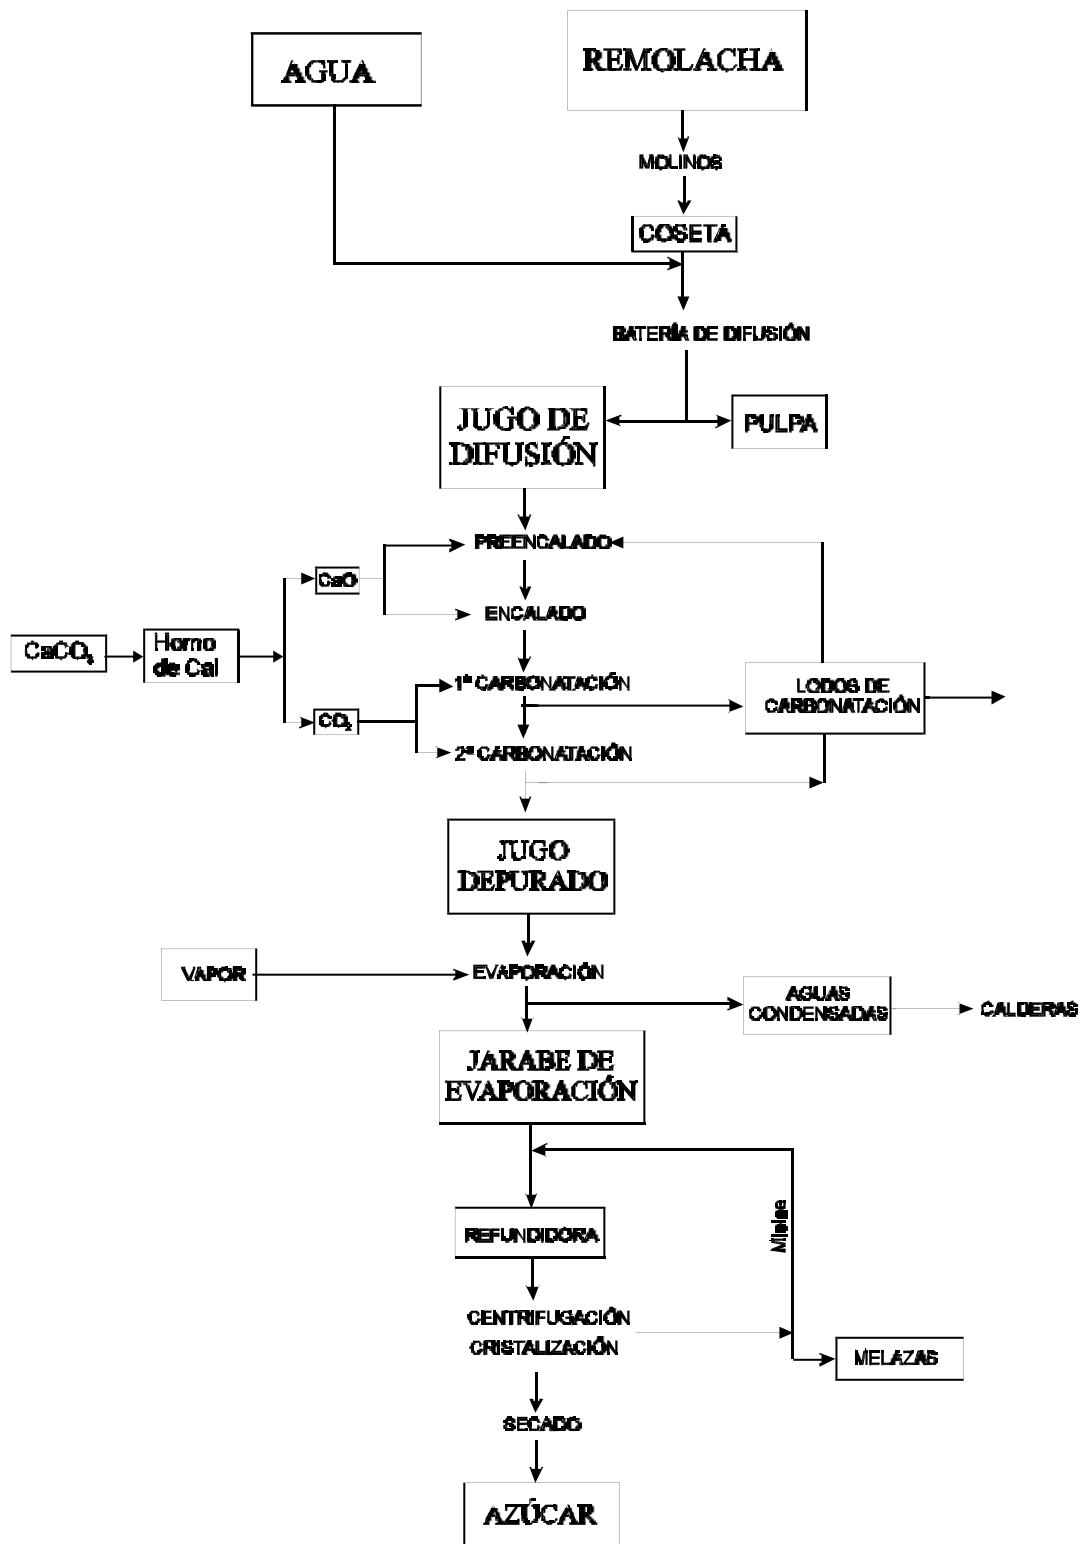 AGUA
REMOLACHA
MOLINOS
COSETA
BATERÍA DE DIFUSIÓN
JUGO DE
DIFUSIÓN
PULPA
PREENCALADO
CaO
ENCALADO
CaCO₃
Horno
de Cal
1ª CARBONATACIÓN
LODOS DE
CARBONATACIÓN
CO₂
2ª CARBONATACIÓN
JUGO
DEPURADO
VAPOR
EVAPORACIÓN
AGUAS
CONDENSADAS
CALDERAS
JARABE DE
EVAPORACIÓN
Mieles
REFUNDIDORA
CENTRIFUGACIÓN
CRISTALIZACIÓN
MELAZAS
SECADO
AZÚCAR